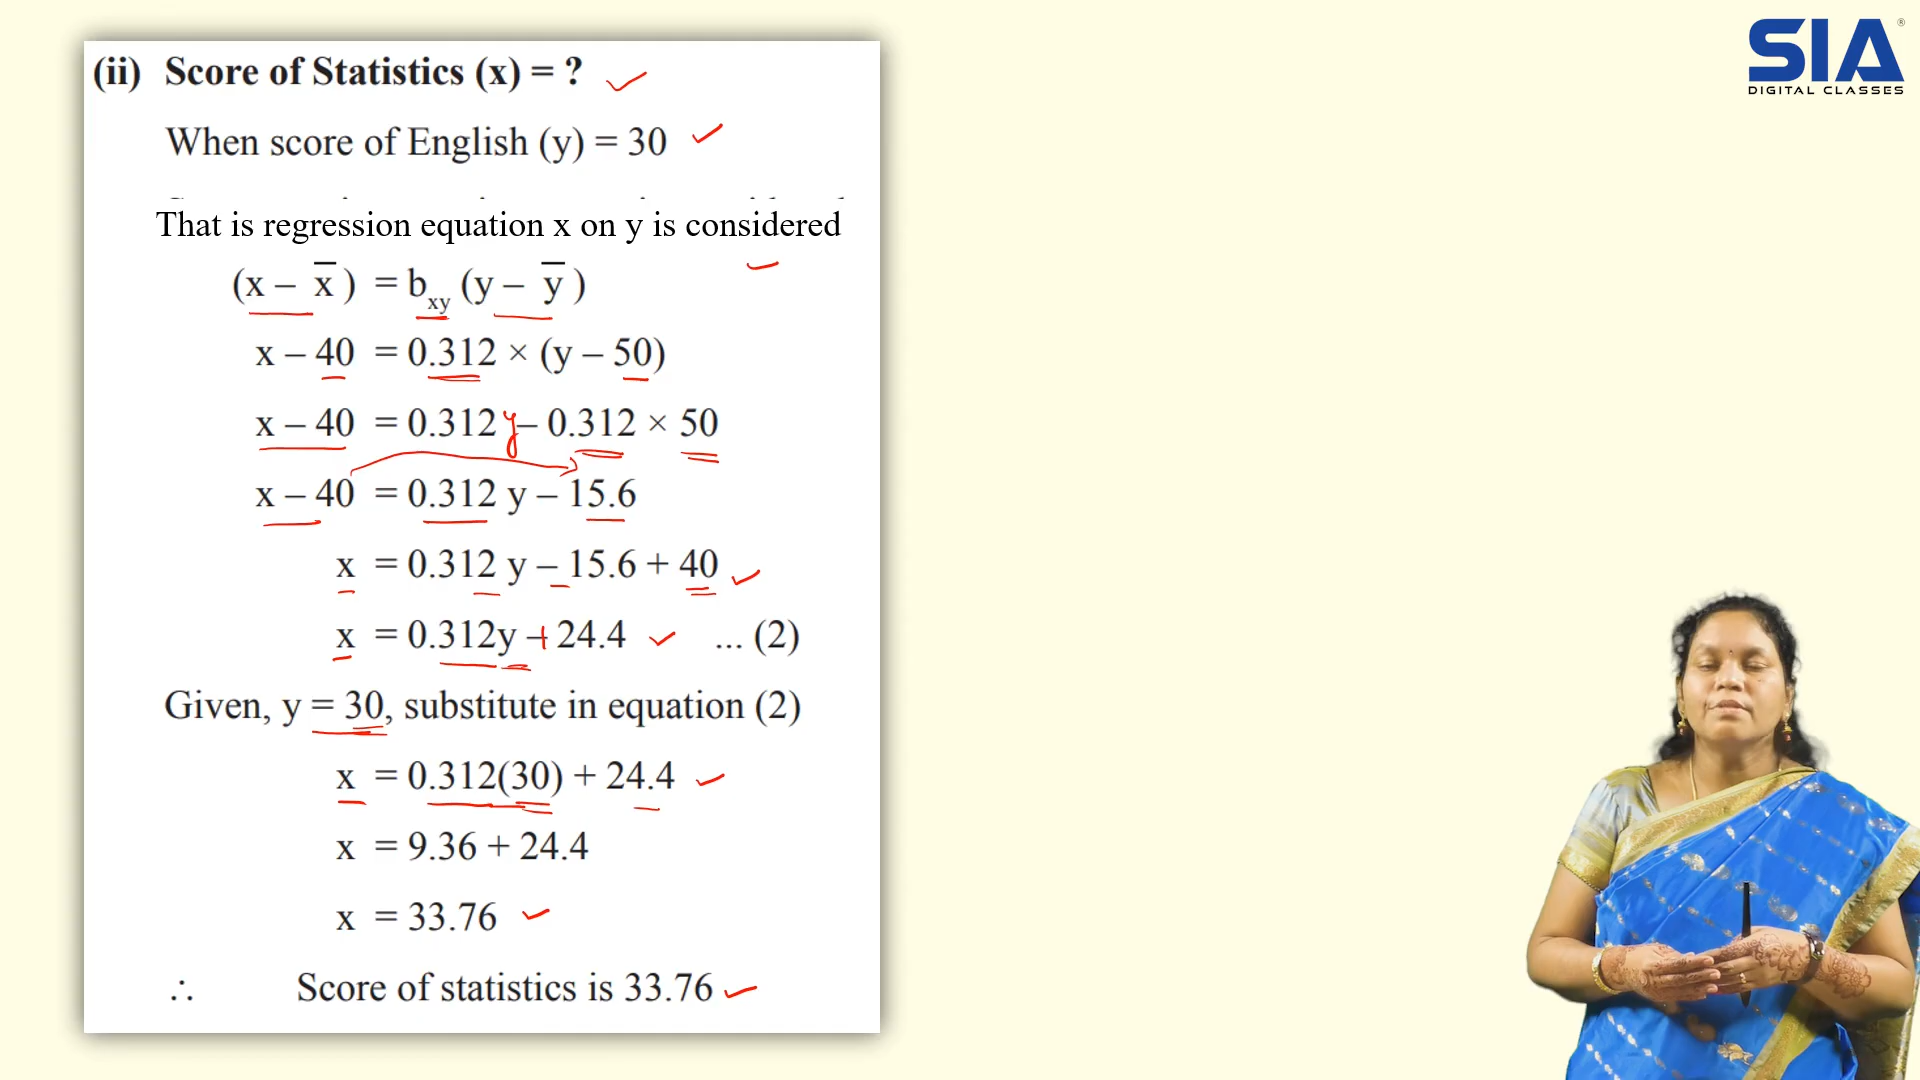 (ii) Score of Statistics (x) = ?
When score of English (y) = 30
That is regression equation x on y is considered
(x – x̅) = bxy (y – y̅)
x – 40 = 0.312 × (y – 50)
x – 40 = 0.312 y – 0.312 × 50
x – 40 = 0.312 y – 15.6
x = 0.312 y – 15.6 + 40
x = 0.312y + 24.4 ... (2)
Given, y = 30, substitute in equation (2)
x = 0.312(30) + 24.4
x = 9.36 + 24.4
x = 33.76
∴ Score of statistics is 33.76
SIA®
DIGITAL CLASSES